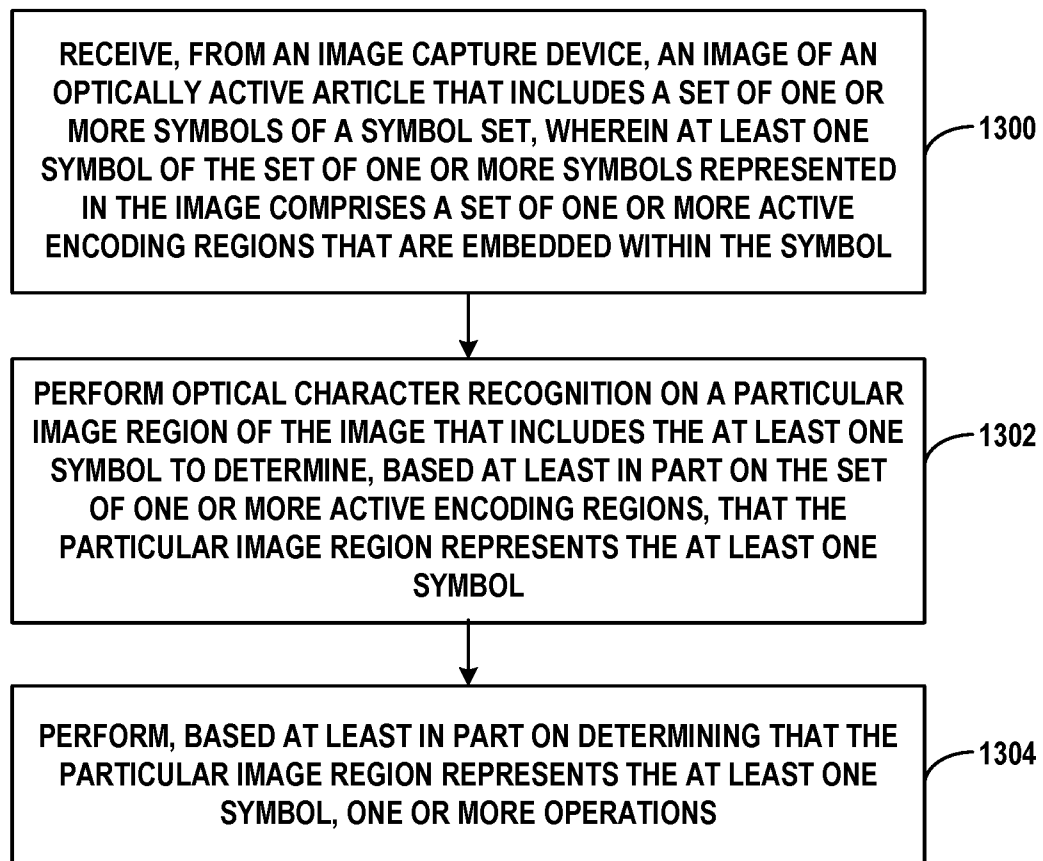 RECEIVE, FROM AN IMAGE CAPTURE DEVICE, AN IMAGE OF AN
OPTICALLY ACTIVE ARTICLE THAT INCLUDES A SET OF ONE OR
MORE SYMBOLS OF A SYMBOL SET, WHEREIN AT LEAST ONE
SYMBOL OF THE SET OF ONE OR MORE SYMBOLS REPRESENTED
IN THE IMAGE COMPRISES A SET OF ONE OR MORE ACTIVE
ENCODING REGIONS THAT ARE EMBEDDED WITHIN THE SYMBOL
1300
PERFORM OPTICAL CHARACTER RECOGNITION ON A PARTICULAR
IMAGE REGION OF THE IMAGE THAT INCLUDES THE AT LEAST ONE
SYMBOL TO DETERMINE, BASED AT LEAST IN PART ON THE SET
OF ONE OR MORE ACTIVE ENCODING REGIONS, THAT THE
PARTICULAR IMAGE REGION REPRESENTS THE AT LEAST ONE
SYMBOL
1302
PERFORM, BASED AT LEAST IN PART ON DETERMINING THAT THE
PARTICULAR IMAGE REGION REPRESENTS THE AT LEAST ONE
SYMBOL, ONE OR MORE OPERATIONS
1304